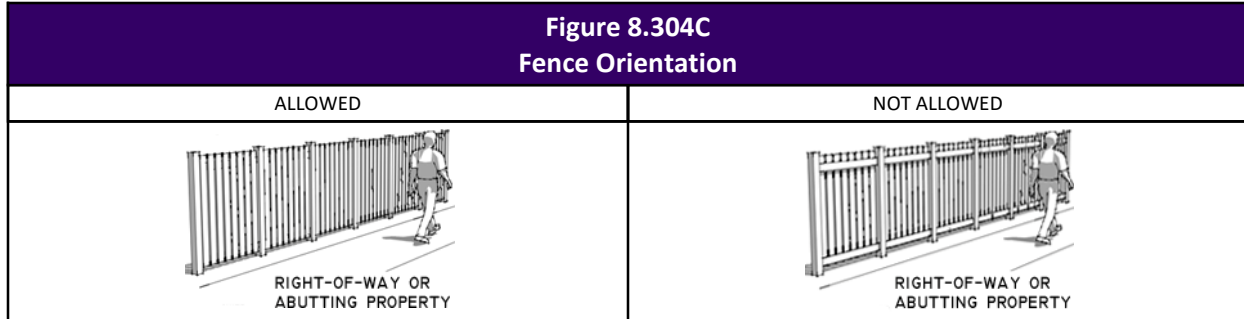 Figure 8.304C
Fence Orientation
ALLOWED
NOT ALLOWED
RIGHT-OF-WAY OR
ABUTTING PROPERTY
RIGHT-OF-WAY OR
ABUTTING PROPERTY